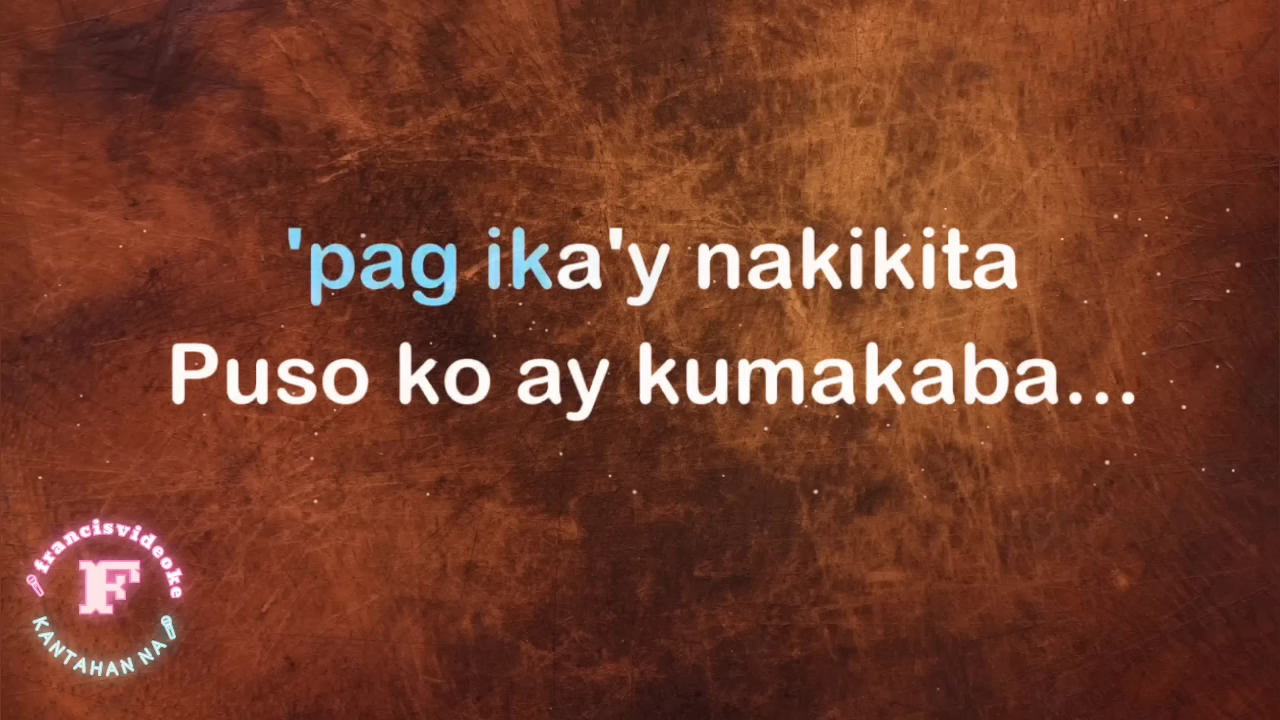 'pag ika'y nakikita
Puso ko ay kumakaba...
francisvideoke
F
KANTAHAN NA